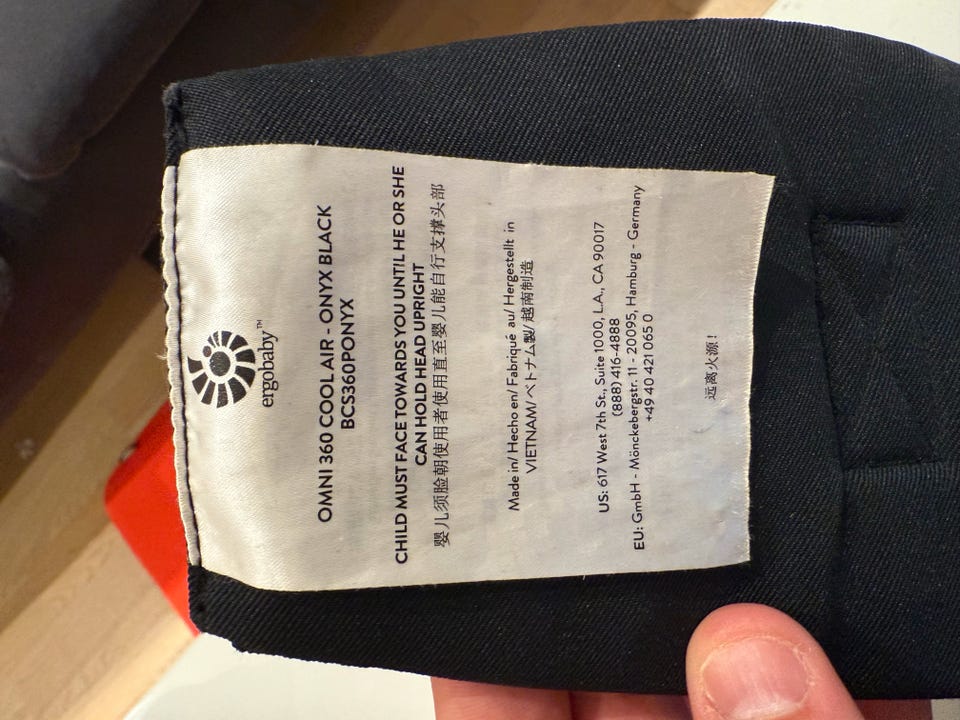 ergobaby™
OMNI 360 COOL AIR - ONYX BLACK
BCS360PONYX
CHILD MUST FACE TOWARDS YOU UNTIL HE OR SHE
CAN HOLD HEAD UPRIGHT
婴儿须脸朝使用者使用直至婴儿能自行支撑头部
Made in/ Hecho en/ Fabriqué au/ Hergestellt in
VIETNAM/ベトナム製/越南制造
US: 617 West 7th St., Suite 1000, L.A., CA 90017
(888) 416-4888
EU: GmbH - Mönckebergstr. 11 - 20095, Hamburg - Germany
+49 40 421 065 0
远离火源!